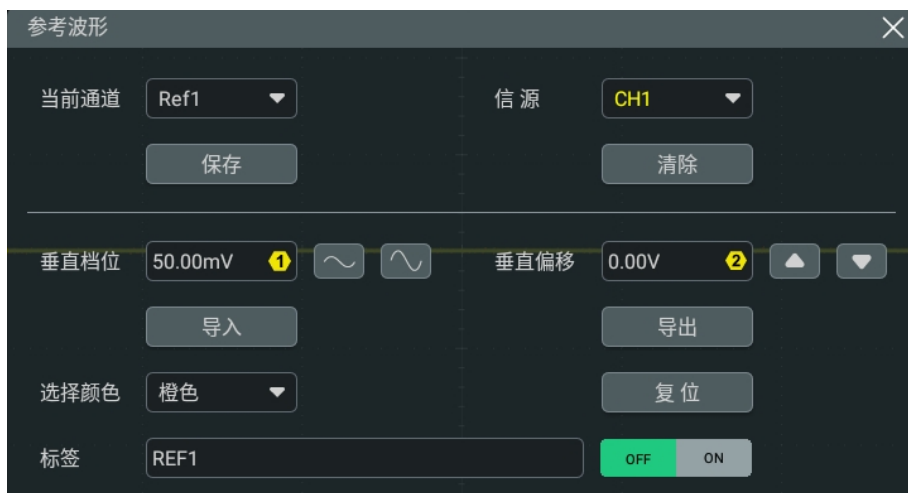 参考波形
当前通道 Ref1 信源 CH1
保存 清除
垂直档位 50.00mV 1 垂直偏移 0.00V 2
导入 导出
选择颜色 橙色 复位
标签 REF1 OFF ON